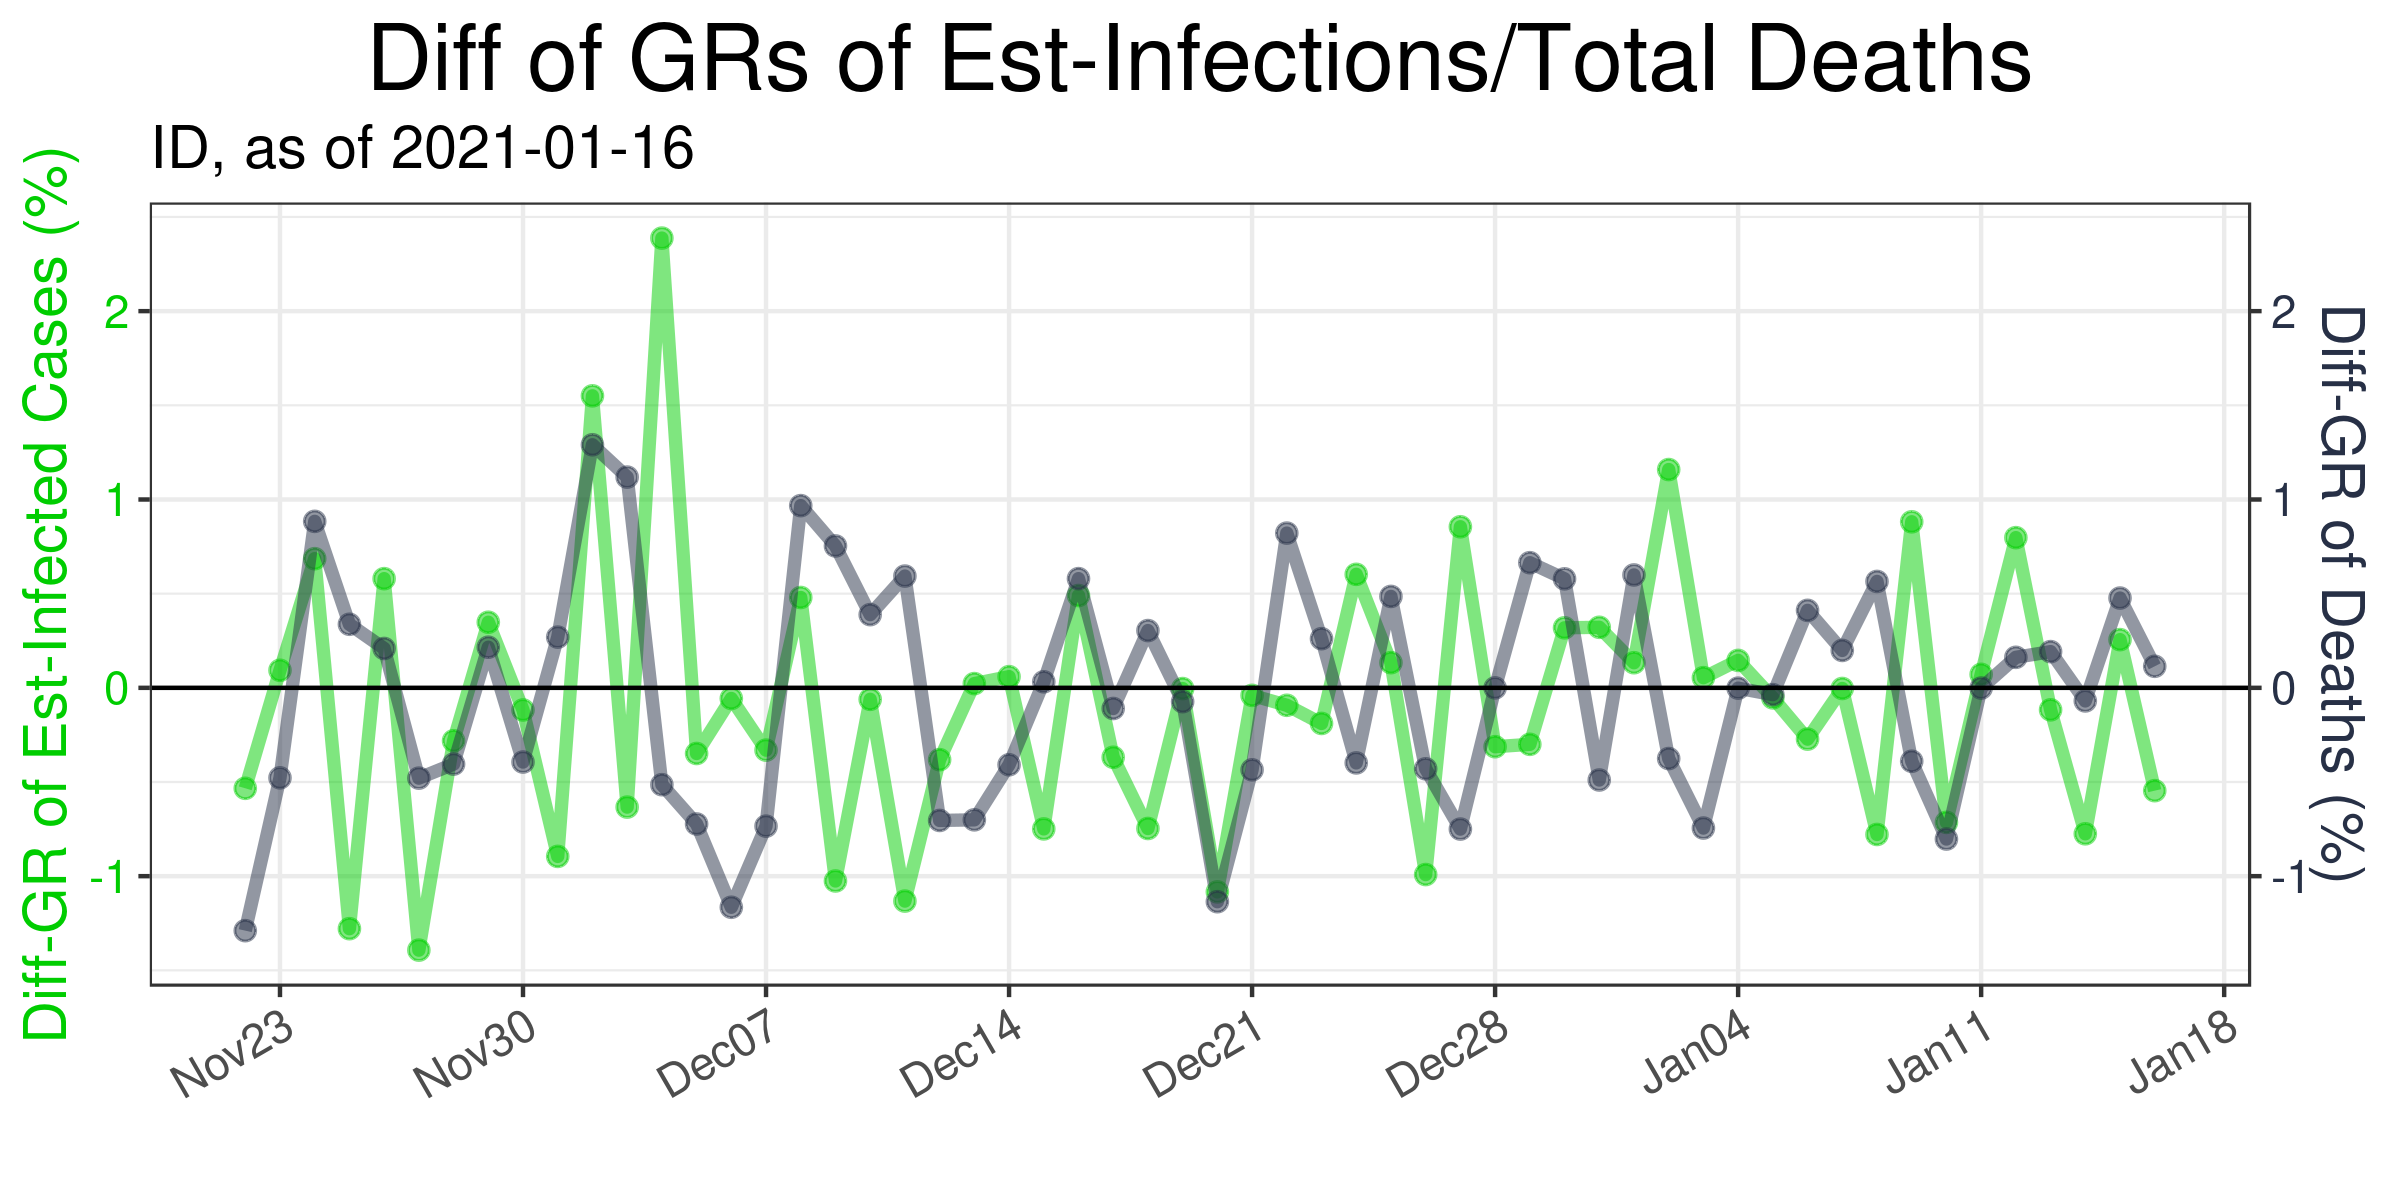 Diff of GRs of Est-Infections/Total Deaths
ID, as of 2021-01-16
Diff-GR of Est-Infected Cases (%)
2
1
0
-1
2
1
0
-1
Diff-GR of Deaths (%)
Nov23
Nov30
Dec07
Dec14
Dec21
Dec28
Jan04
Jan11
Jan18